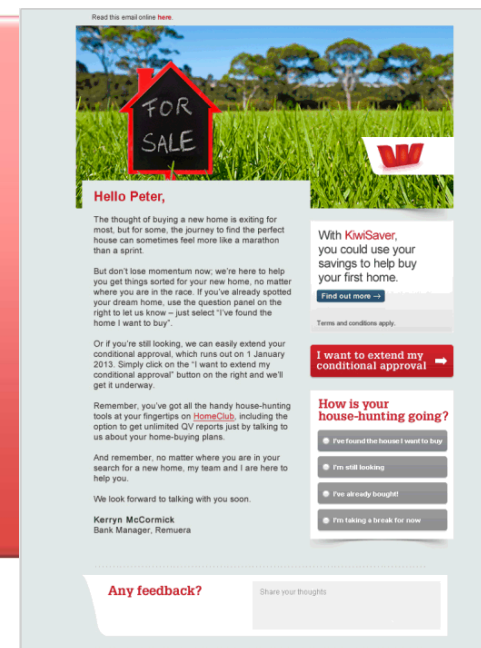 Read this email online here.
FOR
SALE
Hello Peter,
The thought of buying a new home is exiting for
most, but for some, the journey to find the perfect
house can sometimes feel more like a marathon
than a sprint.
But don't lose momentum now; we're here to help
you get things sorted for your new home, no matter
where you are in the race. If you've already spotted
your dream home, use the question panel on the
right to let us know – just select "I've found the
home I want to buy".
Or if you're still looking, we can easily extend your
conditional approval, which runs out on 1 January
2013. Simply click on the "I want to extend my
conditional approval" button on the right and we'll
get it underway.
Remember, you've got all the handy house-hunting
tools at your fingertips on HomeClub, including the
option to get unlimited QV reports just by talking to
us about your home-buying plans.
And remember, no matter where you are in your
search for a new home, my team and I are here to
help you.
We look forward to talking with you soon.
Kerryn McCormick
Bank Manager, Remuera
With KiwiSaver,
you could use your
savings to help buy
your first home.
Find out more →
Terms and conditions apply.
I want to extend my
conditional approval
How is your
house-hunting going?
I've found the house I want to buy
I'm still looking
I've already bought!
I'm taking a break for now
Any feedback?
Share your thoughts